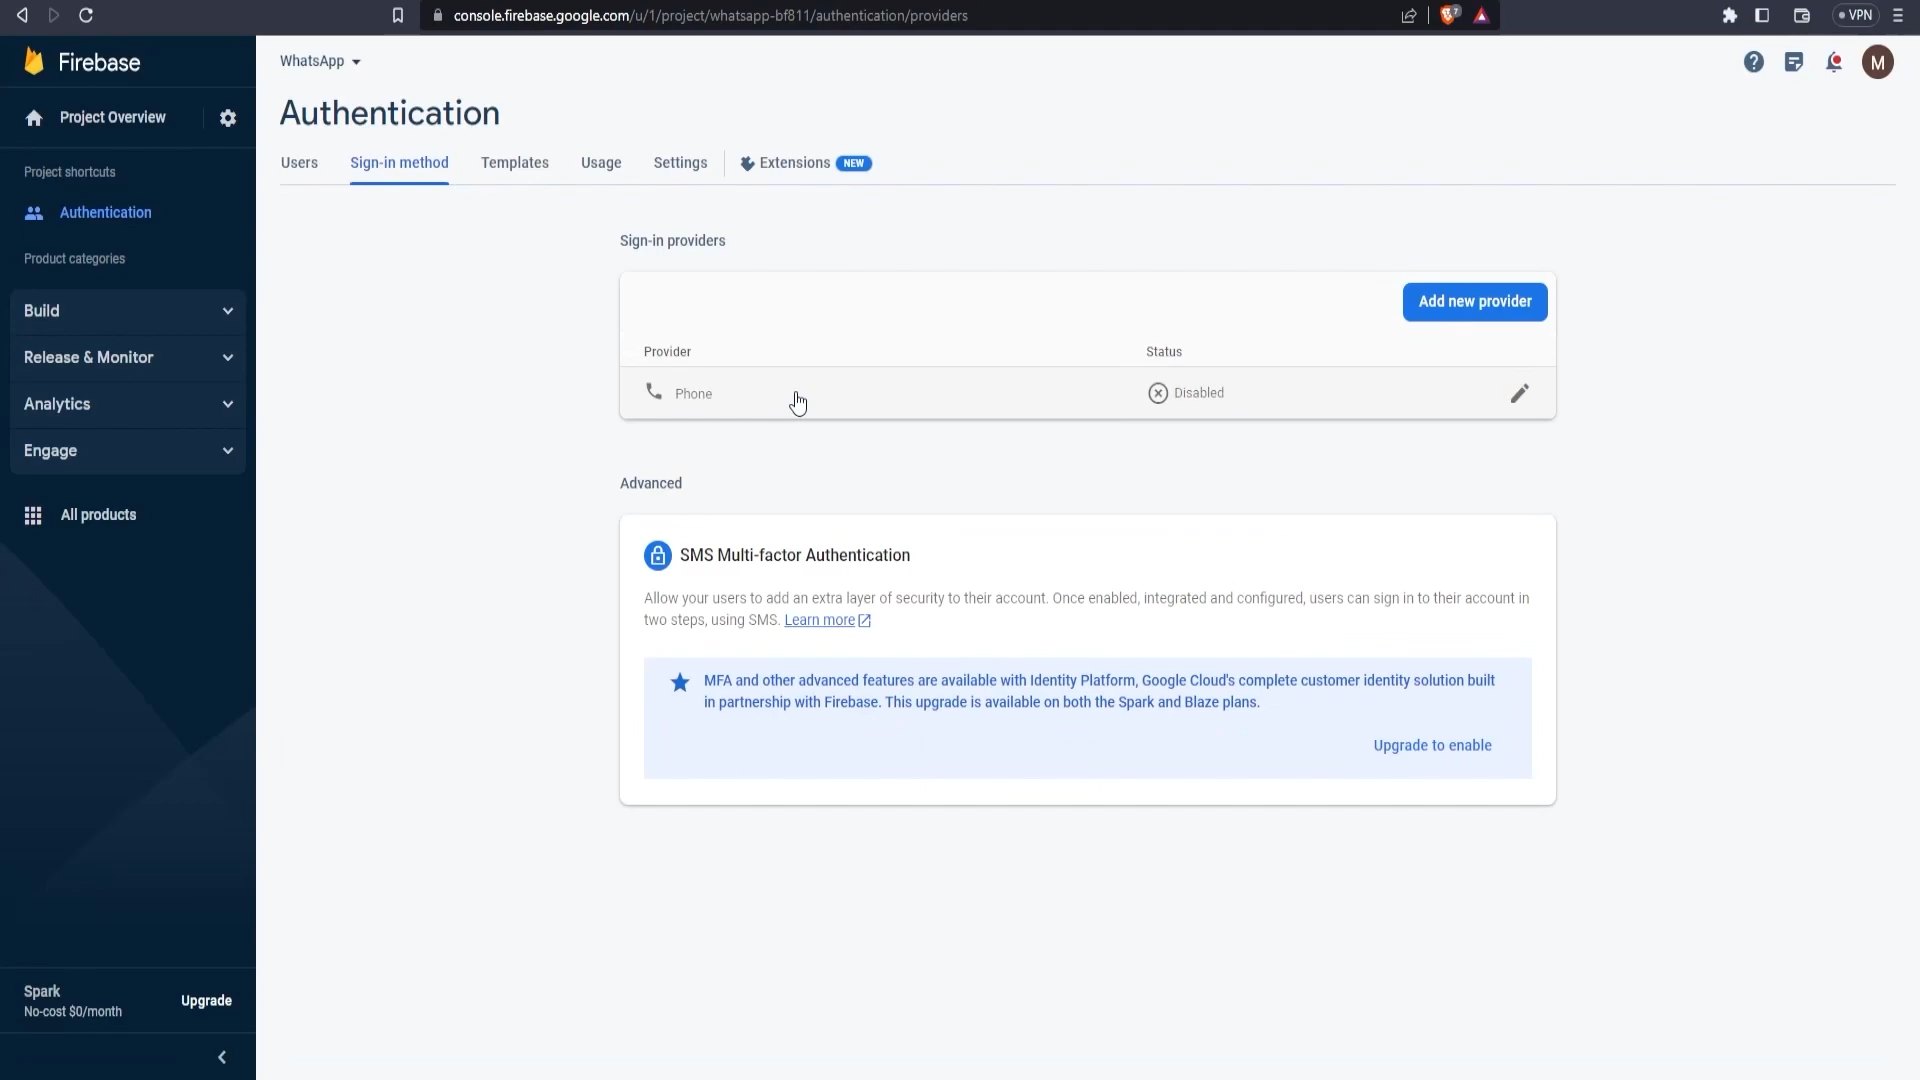 console.firebase.google.com/u/1/project/whatsapp-bf811/authentication/providers
7
VPN
Firebase
WhatsApp
M
Project Overview
Authentication
Users
Sign-in method
Templates
Usage
Settings
Extensions
NEW
Project shortcuts
Authentication
Product categories
Build
Release & Monitor
Analytics
Engage
All products
Sign-in providers
Add new provider
Provider
Status
Phone
Disabled
Advanced
SMS Multi-factor Authentication
Allow your users to add an extra layer of security to their account. Once enabled, integrated and configured, users can sign in to their account in
two steps, using SMS. Learn more
MFA and other advanced features are available with Identity Platform, Google Cloud's complete customer identity solution built
in partnership with Firebase. This upgrade is available on both the Spark and Blaze plans.
Upgrade to enable
Spark
No-cost $0/month
Upgrade